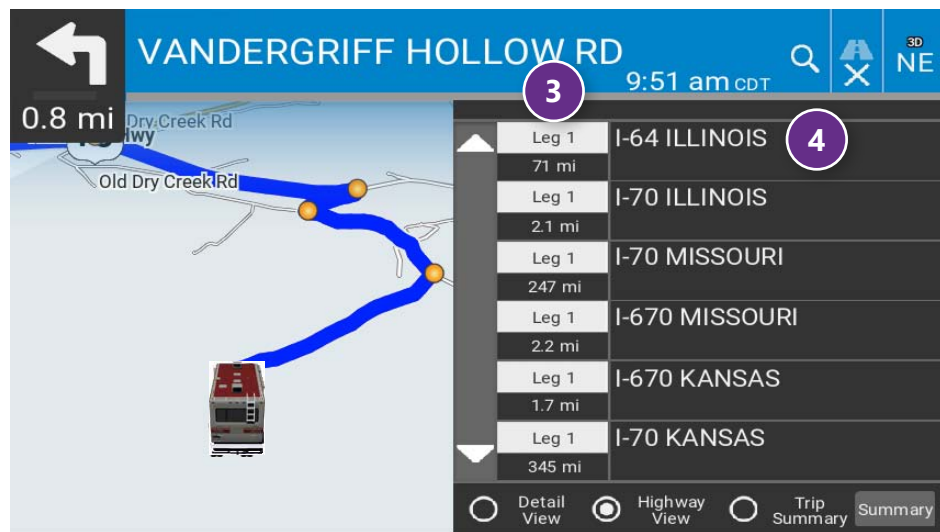 VANDERGRIFF HOLLOW RD
9:51 am CDT
3D
NE
0.8 mi
3
4
Dry Creek Rd
Hwy
Old Dry Creek Rd
Leg 1
71 mi
I-64 ILLINOIS
Leg 1
2.1 mi
I-70 ILLINOIS
Leg 1
247 mi
I-70 MISSOURI
Leg 1
2.2 mi
I-670 MISSOURI
Leg 1
1.7 mi
I-670 KANSAS
Leg 1
345 mi
I-70 KANSAS
Detail
View
Highway
View
Trip
Summary
Summary